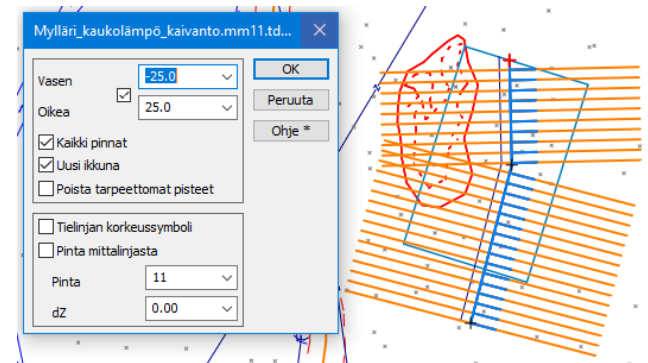 Mylläri_kaukolämpö_kaivanto.mm11.td...
Vasen -25.0
Oikea 25.0
Kaikki pinnat
Uusi ikkuna
Poista tarpeettomat pisteet
Tielinjan korkeussymboli
Pinta mittalinjasta
Pinta 11
dZ 0.00
OK
Peruuta
Ohje *